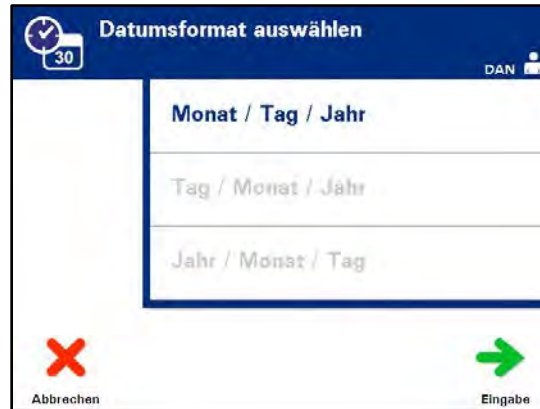 Datumsformat auswählen
30
DAN
Monat / Tag / Jahr
Tag / Monat / Jahr
Jahr / Monat / Tag
Abbrechen
Eingabe